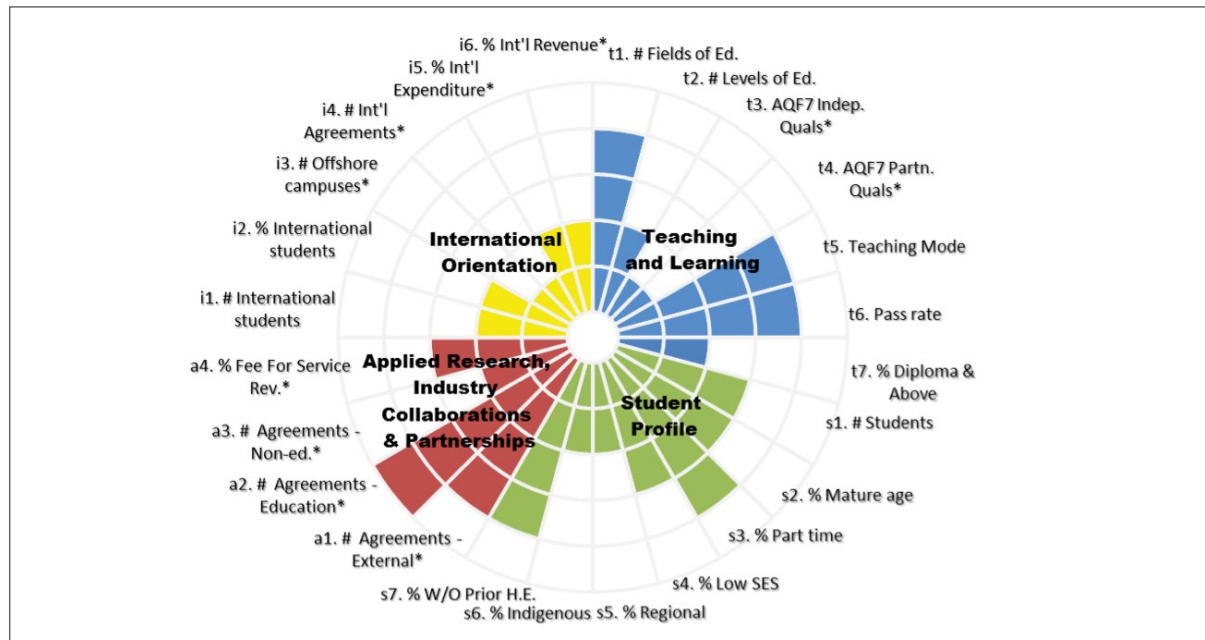 i6. % Int'l Revenue*
t1. # Fields of Ed.
t2. # Levels of Ed.
t3. AQF7 Indep.
Quals*
t4. AQF7 Partn.
Quals*
t5. Teaching Mode
t6. Pass rate
t7. % Diploma &
Above
s1. # Students
s2. % Mature age
s3. % Part time
s4. % Low SES
s5. % Regional
s6. % Indigenous
s7. % W/O Prior H.E.
a1. # Agreements -
External*
a2. # Agreements -
Education*
a3. # Agreements -
Non-ed.*
a4. % Fee For Service
Rev.*
i1. # International
students
i2. % International
students
i3. # Offshore
campuses*
i4. # Int'l
Agreements*
i5. % Int'l
Expenditure*
International
Orientation
Teaching
and Learning
Applied Research,
Industry
Collaborations
& Partnerships
Student
Profile